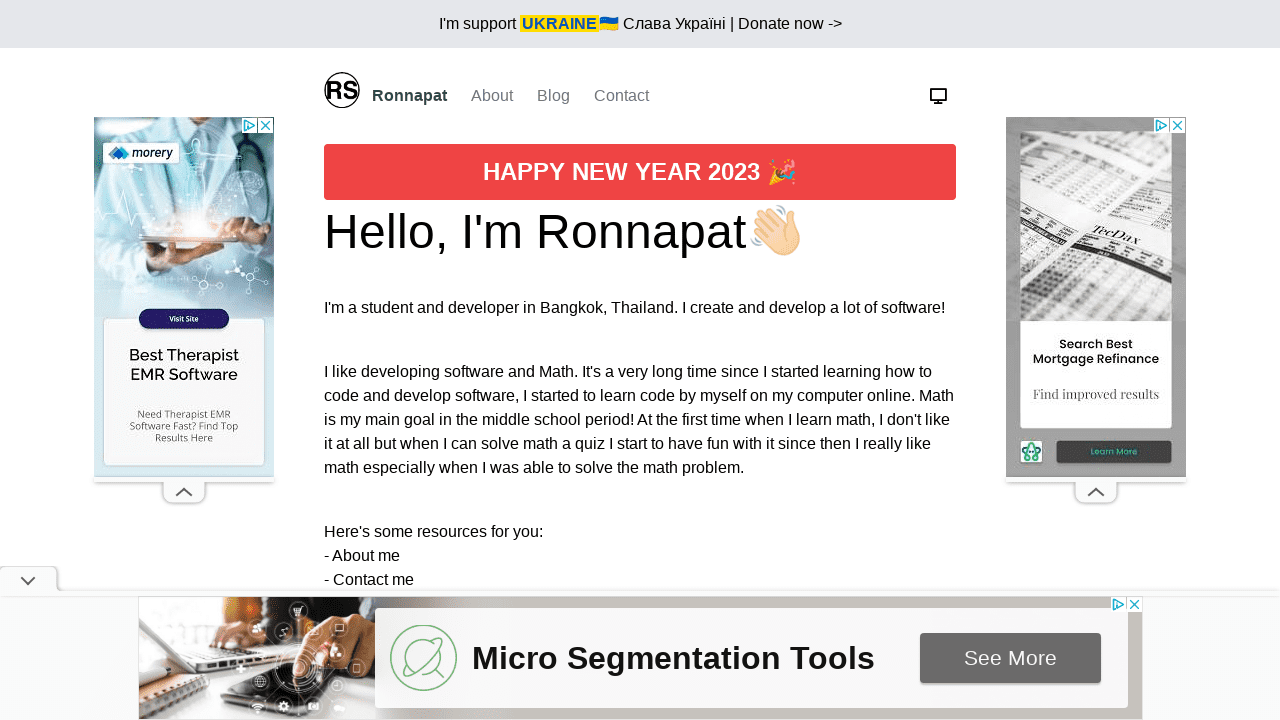 I'm support UKRAINE🇺🇦 Слава Україні | Donate now ->
RS Ronnapat About Blog Contact
morery
Visit Site
Best Therapist
EMR Software
Need Therapist EMR
Software Fast? Find Top
Results Here
HAPPY NEW YEAR 2023 🎉
Hello, I'm Ronnapat👋🏻
I'm a student and developer in Bangkok, Thailand. I create and develop a lot of software!
I like developing software and Math. It's a very long time since I started learning how to
code and develop software, I started to learn code by myself on my computer online. Math
is my main goal in the middle school period! At the first time when I learn math, I don't like
it at all but when I can solve math a quiz I start to have fun with it since then I really like
math especially when I was able to solve the math problem.
Here's some resources for you:
- About me
- Contact me
TecDax
Search Best
Mortgage Refinance
Find improved results
Learn More
Micro Segmentation Tools
See More